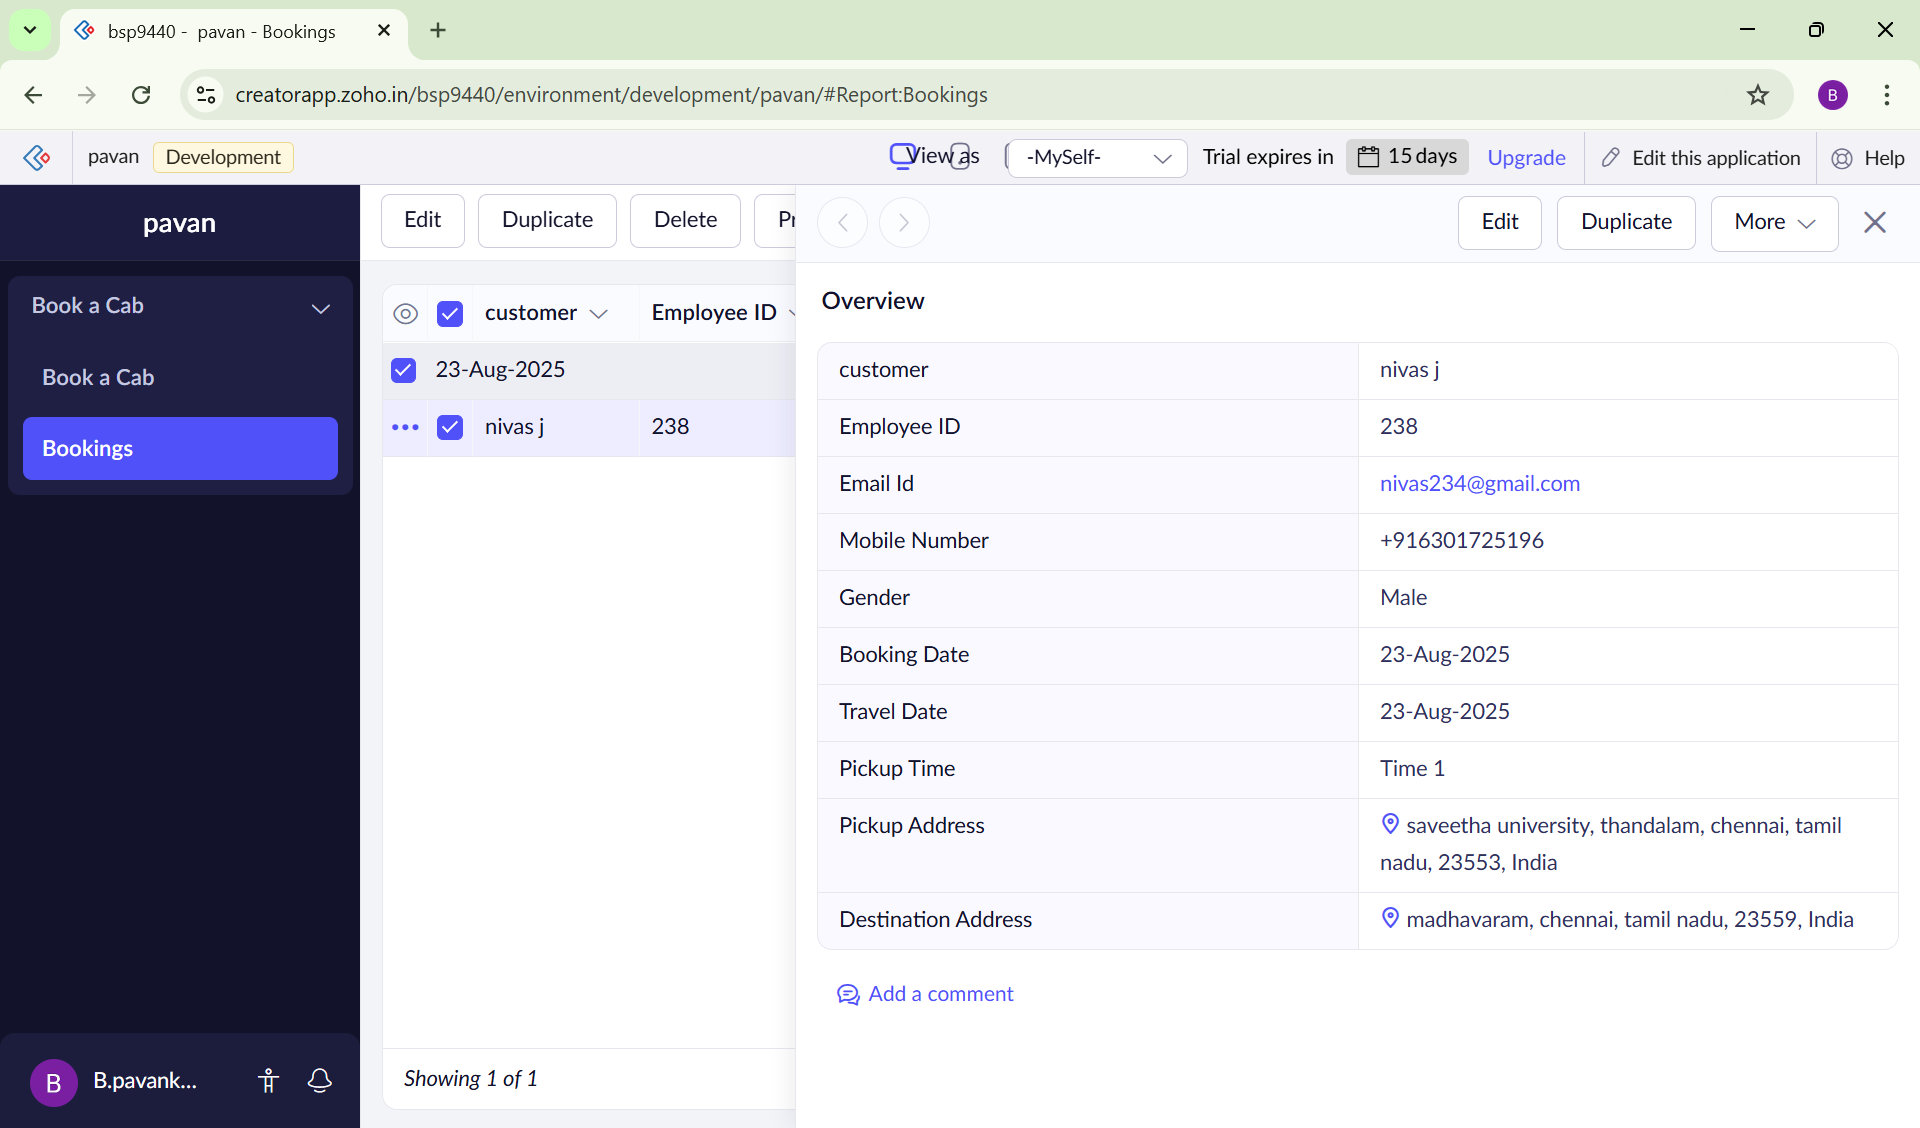 bsp9440 - pavan - Bookings
creatorapp.zoho.in/bsp9440/environment/development/pavan/#Report:Bookings
B
pavan
Development
View as
-MySelf-
Trial expires in
15 days
Upgrade
Edit this application
Help
pavan
Book a Cab
Book a Cab
Bookings
B
B.pavank...
Edit
Duplicate
Delete
Pr
customer
Employee ID
23-Aug-2025
nivas j
238
Showing 1 of 1
Edit
Duplicate
More
Overview
customer nivas j
Employee ID 238
Email Id nivas234@gmail.com
Mobile Number +916301725196
Gender Male
Booking Date 23-Aug-2025
Travel Date 23-Aug-2025
Pickup Time Time 1
Pickup Address saveetha university, thandalam, chennai, tamil
nadu, 23553, India
Destination Address madhavaram, chennai, tamil nadu, 23559, India
Add a comment